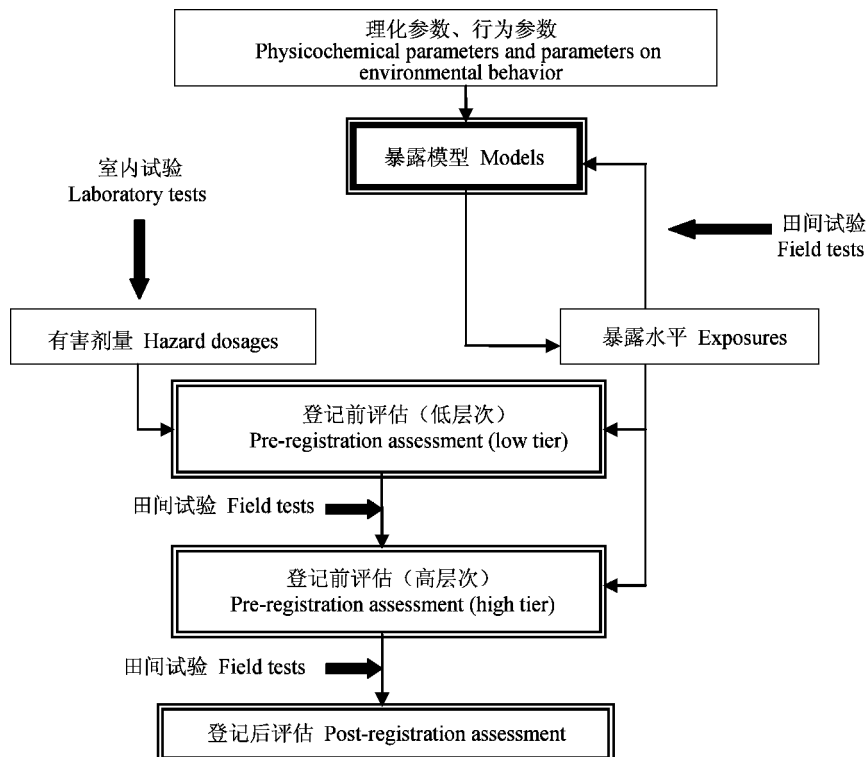 理化参数、行为参数
Physicochemical parameters and parameters on
environmental behavior
暴露模型 Models
室内试验
Laboratory tests
田间试验
Field tests
有害剂量 Hazard dosages
暴露水平 Exposures
登记前评估（低层次）
Pre-registration assessment (low tier)
田间试验 Field tests
登记前评估（高层次）
Pre-registration assessment (high tier)
田间试验 Field tests
登记后评估 Post-registration assessment